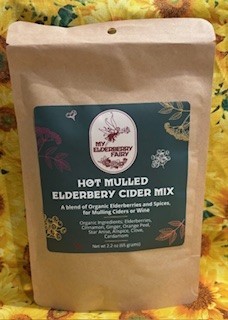 MY
ELDERBERRY
FAIRY
HOT MULLED
ELDERBERY CIDER MIX
A blend of Organic Elderberries and Spices,
for Mulling Ciders or Wine
Organic Ingredients: Elderberries,
Cinnamon, Ginger, Orange Peel,
Star Anise, Allspice, Clove,
Cardamom
Net wt 2.2 oz (65 grams)